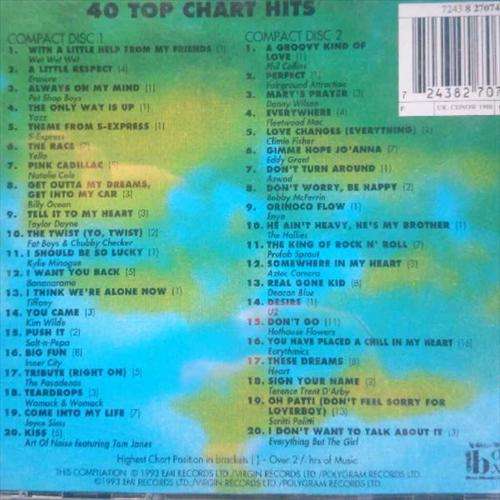 40 TOP CHART HITS
COMPACT DISC 1
1. WITH A LITTLE HELP FROM MY FRIENDS (1)
Wet Wet Wet
2. A LITTLE RESPECT (4)
Erasure
3. ALWAYS ON MY MIND (1)
Pet Shop Boys
4. THE ONLY WAY IS UP (1)
Yazz
5. THEME FROM S-EXPRESS (1)
S-Express
6. THE RACE (7)
Yello
7. PINK CADILLAC (5)
Natalie Cole
8. GET OUTTA MY DREAMS,
GET INTO MY CAR (3)
Billy Ocean
9. TELL IT TO MY HEART (3)
Taylor Dayne
10. THE TWIST (YO, TWIST) (2)
Fat Boys & Chubby Checker
11. I SHOULD BE SO LUCKY (1)
Kylie Minogue
12. I WANT YOU BACK (5)
Bananarama
13. I THINK WE'RE ALONE NOW (1)
Tiffany
14. YOU CAME (3)
Kim Wilde
15. PUSH IT (2)
Salt-n-Pepa
16. BIG FUN (8)
Inner City
17. TRIBUTE (RIGHT ON) (3)
The Pasadenas
18. TEARDROPS (3)
Womack & Womack
19. COME INTO MY LIFE (7)
Joyce Sims
20. KISS (5)
Art Of Noise featuring Tom Jones
COMPACT DISC 2
1. A GROOVY KIND OF
LOVE (1)
Phil Collins
2. PERFECT (1)
Fairground Attraction
3. MARY'S PRAYER (3)
Danny Wilson
4. EVERYWHERE (4)
Fleetwood Mac
5. LOVE CHANGES (EVERYTHING) (2)
Climie Fisher
6. GIMME HOPE JO'ANNA (7)
Eddy Grant
7. DON'T TURN AROUND (1)
Aswad
8. DON'T WORRY, BE HAPPY (2)
Bobby McFerrin
9. ORINOCO FLOW (1)
Enya
10. HE AIN'T HEAVY, HE'S MY BROTHER (1)
The Hollies
11. THE KING OF ROCK N' ROLL (7)
Prefab Sprout
12. SOMEWHERE IN MY HEART (3)
Aztec Camera
13. REAL GONE KID (8)
Deacon Blue
14. DESIRE (1)
U2
15. DON'T GO (11)
Hothouse Flowers
16. YOU HAVE PLACED A CHILL IN MY HEART (16)
Eurythmics
17. THESE DREAMS (8)
Heart
18. SIGN YOUR NAME (2)
Terence Trent D'Arby
19. OH PATTI (DON'T FEEL SORRY FOR
LOVERBOY) (13)
Scritti Politti
20. I DON'T WANT TO TALK ABOUT IT (3)
Everything But The Girl
7243 8 27074
7 24382 707
Highest Chart Position in brackets ( ) - Over 2 ½ hrs of Music
THIS COMPILATION ℗ 1993 EMI RECORDS LTD./VIRGIN RECORDS LTD./POLYGRAM RECORDS LTD.
© 1993 EMI RECORDS LTD./VIRGIN RECORDS LTD./POLYGRAM RECORDS LTD.